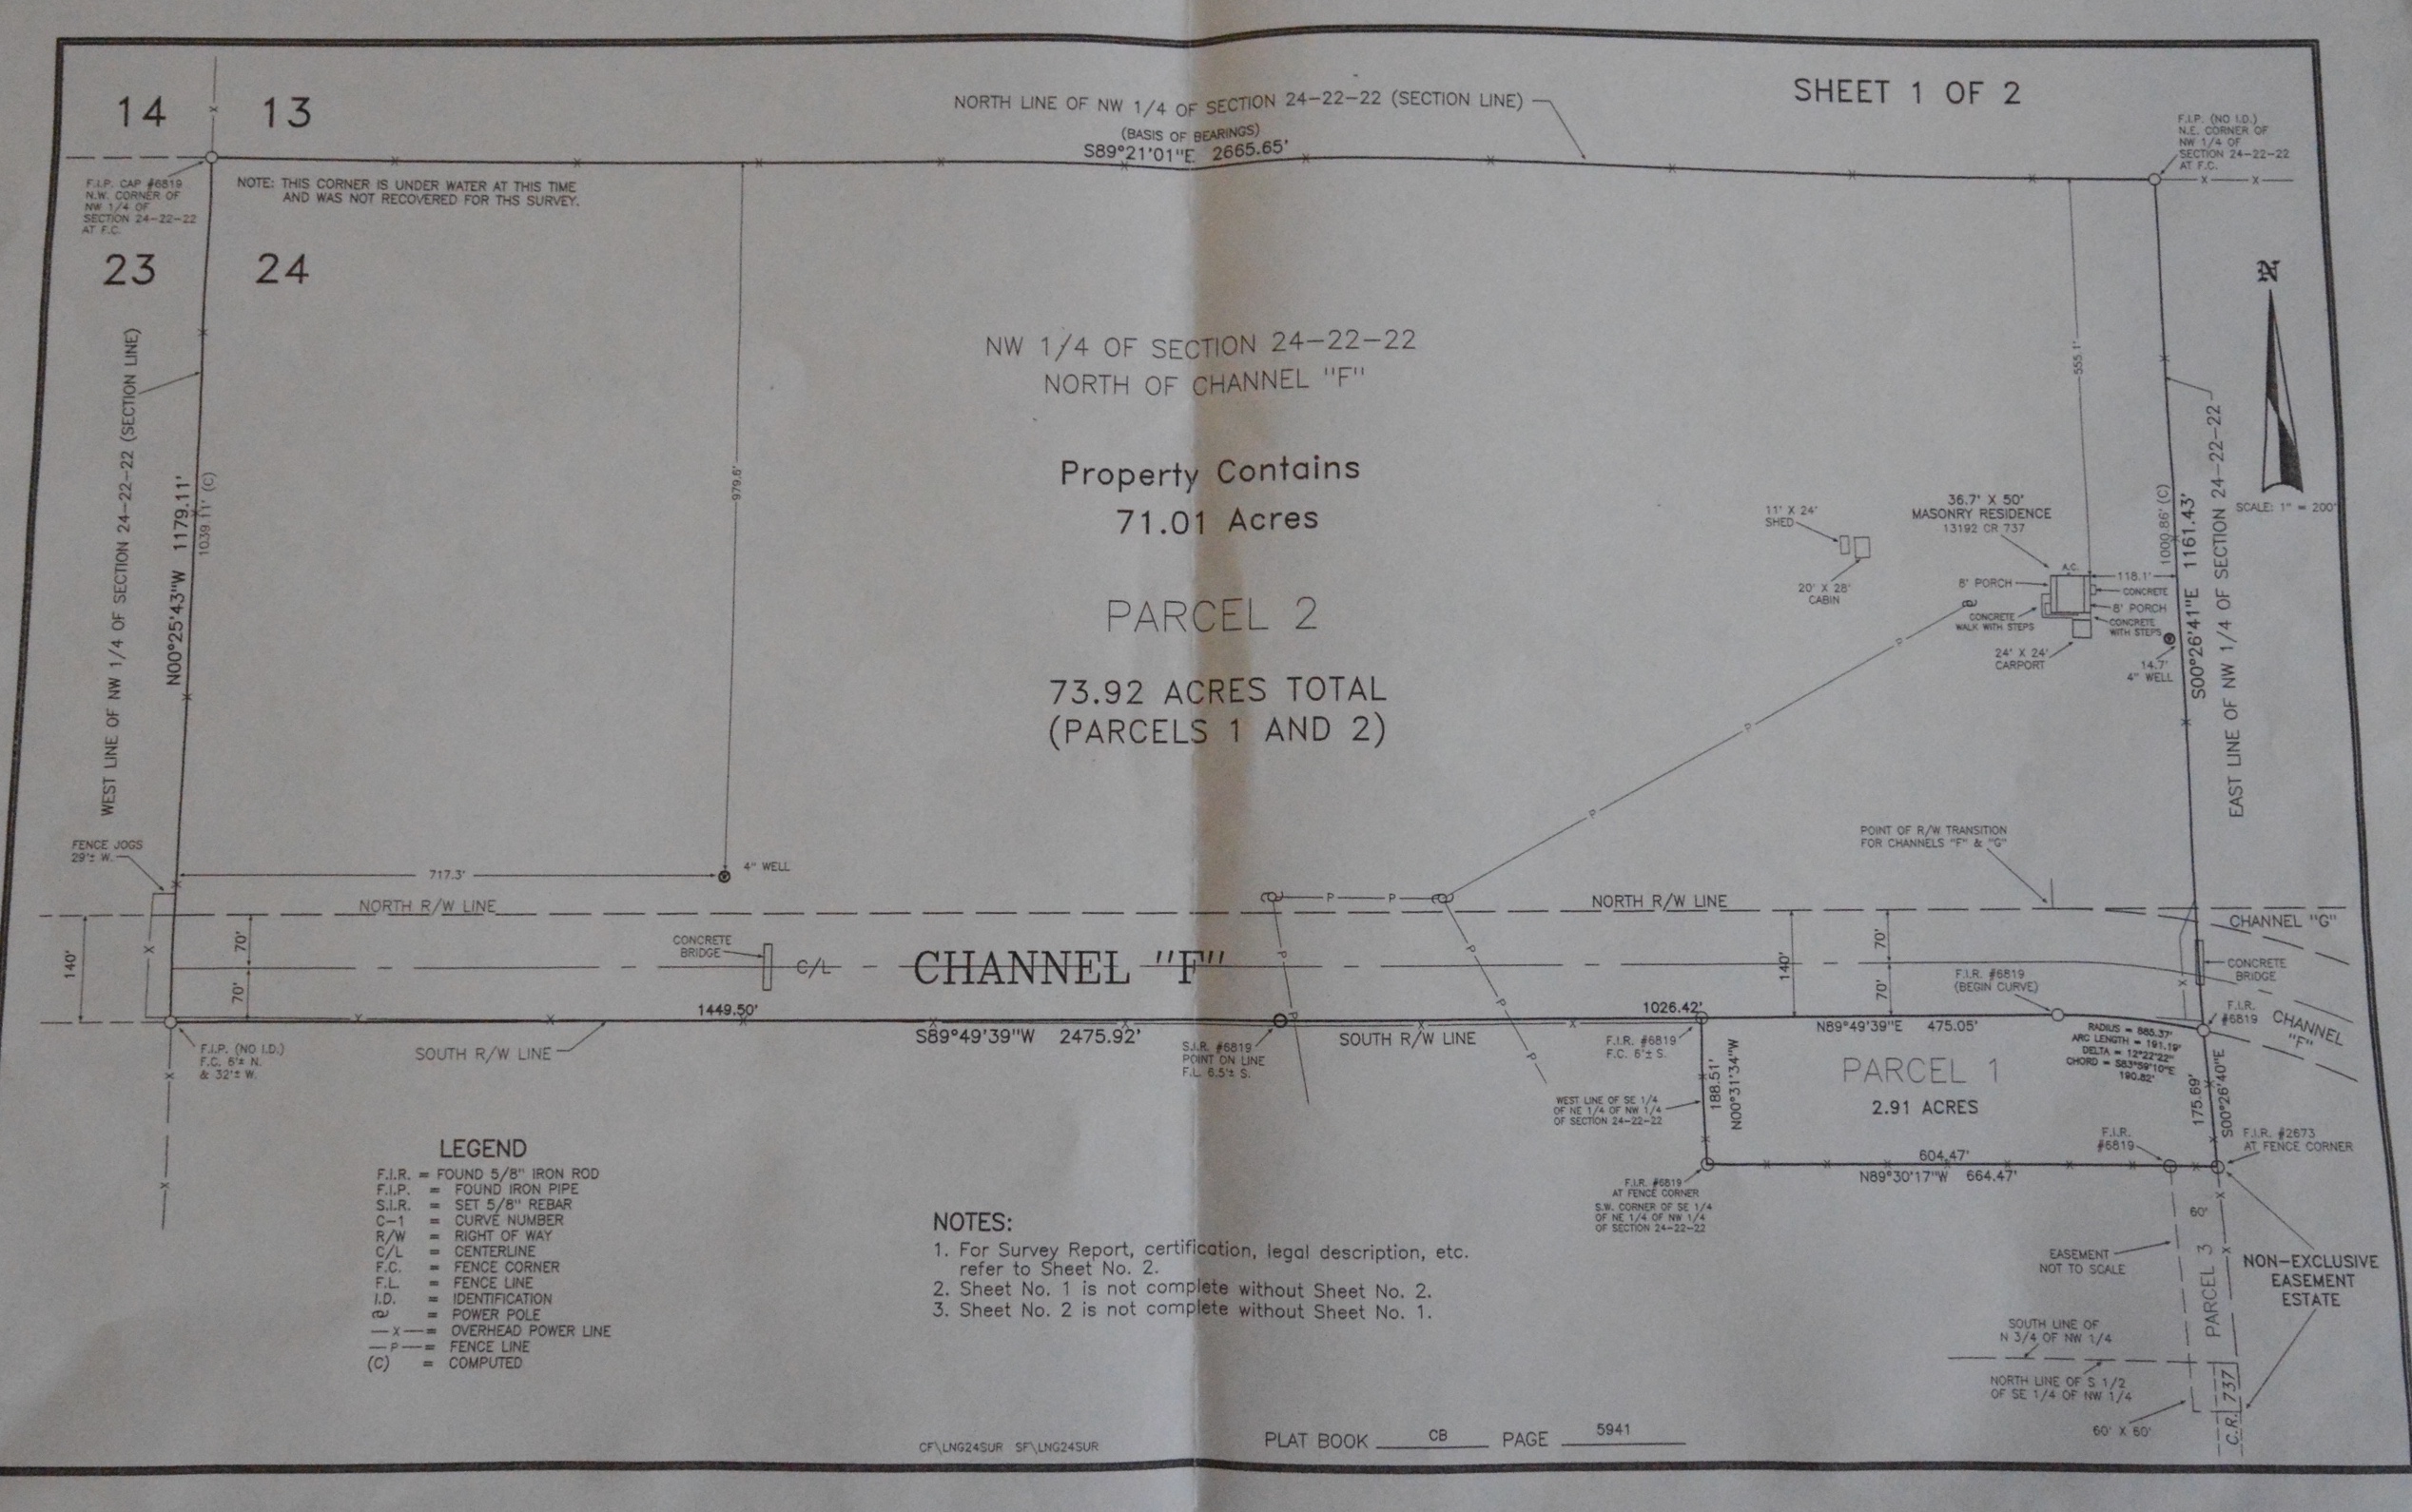 SHEET 1 OF 2
14
13
NORTH LINE OF NW 1/4 OF SECTION 24-22-22 (SECTION LINE)
(BASIS OF BEARINGS)
S89°21'01"E 2665.65'
F.I.P. (NO I.D.)
N.E. CORNER OF
NW 1/4 OF
SECTION 24-22-22
AT F.C.
F.I.P. CAP #6819
N.W. CORNER OF
NW 1/4 OF
SECTION 24-22-22
AT F.C.
NOTE: THIS CORNER IS UNDER WATER AT THIS TIME
AND WAS NOT RECOVERED FOR THS SURVEY.
23
24
N
SCALE: 1" = 200'
WEST LINE OF NW 1/4 OF SECTION 24-22-22 (SECTION LINE)
N00°25'43"W 1179.11'
1039.11' (C)
979.6'
NW 1/4 OF SECTION 24-22-22
NORTH OF CHANNEL "F"
Property Contains
71.01 Acres
PARCEL 2
73.92 ACRES TOTAL
(PARCELS 1 AND 2)
555.1'
11' X 24'
SHED
20' X 28'
CABIN
36.7' X 50'
MASONRY RESIDENCE
13192 CR 737
A.C.
8' PORCH
118.1'
CONCRETE
8' PORCH
CONCRETE
WALK WITH STEPS
CONCRETE
WITH STEPS
24' X 24'
CARPORT
14.7'
4" WELL
1000.86' (C)
S00°26'41"E 1161.43'
EAST LINE OF NW 1/4 OF SECTION 24-22-22
FENCE JOGS
29'± W.
717.3'
4" WELL
POINT OF R/W TRANSITION
FOR CHANNELS "F" & "G"
NORTH R/W LINE
NORTH R/W LINE
CHANNEL "G"
140'
70'
70'
CONCRETE
BRIDGE
C/L
CHANNEL "F"
140'
70'
70'
F.I.R. #6819
(BEGIN CURVE)
CONCRETE
BRIDGE
F.I.R.
#6819
CHANNEL
"F"
1449.50'
S89°49'39"W 2475.92'
1026.42'
N89°49'39"E 475.05'
F.I.P. (NO I.D.)
F.C. 6'± N.
& 32'± W.
SOUTH R/W LINE
S.I.R. #6819
POINT ON LINE
F.L. 6.5'± S.
SOUTH R/W LINE
F.I.R. #6819
F.C. 6'± S.
RADIUS = 885.37'
ARC LENGTH = 191.19'
DELTA = 12°22'22"
CHORD = S83°59'10"E
190.82'
PARCEL 1
2.91 ACRES
188.51'
N00°31'34"W
175.69'
S00°26'40"E
WEST LINE OF SE 1/4
OF NE 1/4 OF NW 1/4
OF SECTION 24-22-22
F.I.R.
#6819
F.I.R. #2673
AT FENCE CORNER
604.47'
N89°30'17"W 664.47'
F.I.R. #6819
AT FENCE CORNER
S.W. CORNER OF SE 1/4
OF NE 1/4 OF NW 1/4
OF SECTION 24-22-22
LEGEND
F.I.R. = FOUND 5/8" IRON ROD
F.I.P. = FOUND IRON PIPE
S.I.R. = SET 5/8" REBAR
C-1 = CURVE NUMBER
R/W = RIGHT OF WAY
C/L = CENTERLINE
F.C. = FENCE CORNER
F.L. = FENCE LINE
I.D. = IDENTIFICATION
= POWER POLE
—X—= OVERHEAD POWER LINE
—P—= FENCE LINE
(C) = COMPUTED
NOTES:
1. For Survey Report, certification, legal description, etc.
refer to Sheet No. 2.
2. Sheet No. 1 is not complete without Sheet No. 2.
3. Sheet No. 2 is not complete without Sheet No. 1.
60'
EASEMENT
NOT TO SCALE
PARCEL 3
NON-EXCLUSIVE
EASEMENT
ESTATE
SOUTH LINE OF
N 3/4 OF NW 1/4
NORTH LINE OF S 1/2
OF SE 1/4 OF NW 1/4
60' X 60'
C.R. 737
CF\LNG24SUR SF\LNG24SUR
PLAT BOOK CB PAGE 5941